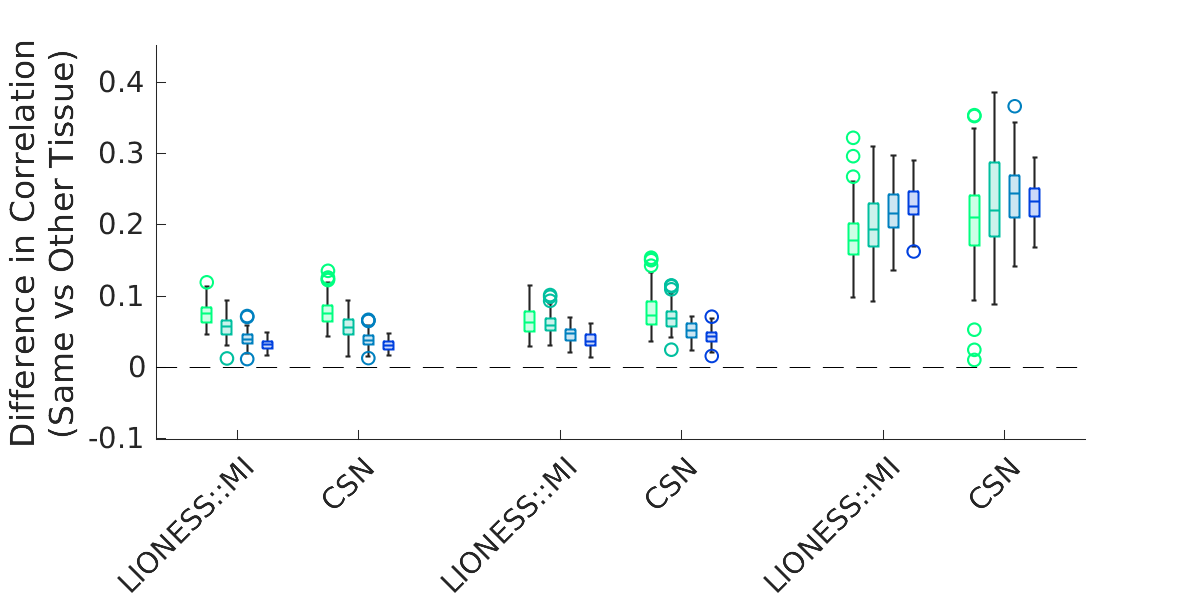 Difference in Correlation
(Same vs Other Tissue)
0.4
0.3
0.2
0.1
0
-0.1
LIONESS::MI
CSN
LIONESS::MI
CSN
LIONESS::MI
CSN